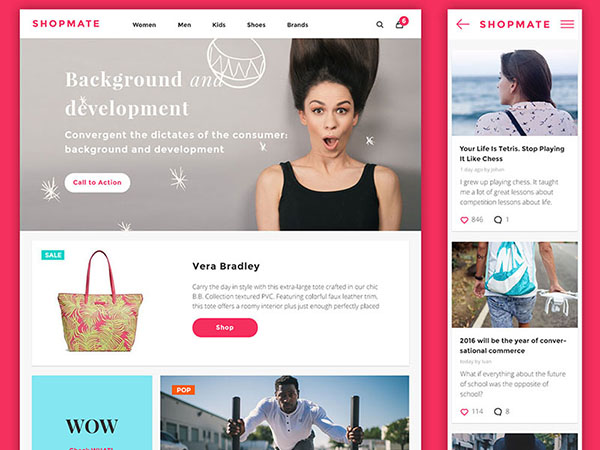 SHOPMATE
Women Men Kids Shoes Brands
6
Background and
development
Convergent the dictates of the consumer:
background and development
Call to Action
SALE
Vera Bradley
Carry the day in style with this extra-large tote crafted in our chic
B.B. Collection textured PVC. Featuring colorful faux leather trim,
this tote offers a roomy interior plus just enough perfectly placed
Shop
WOW
Check WHAT!
POP
SHOPMATE
Your Life Is Tetris. Stop Playing
It Like Chess
1 day ago by johan
I grew up playing chess. It taught
me a lot of great lessons about
competition lessons about life.
846 1
2016 will be the year of conver-
sational commerce
today by
What if everything about the future
of school was the opposite of
school?
114 8